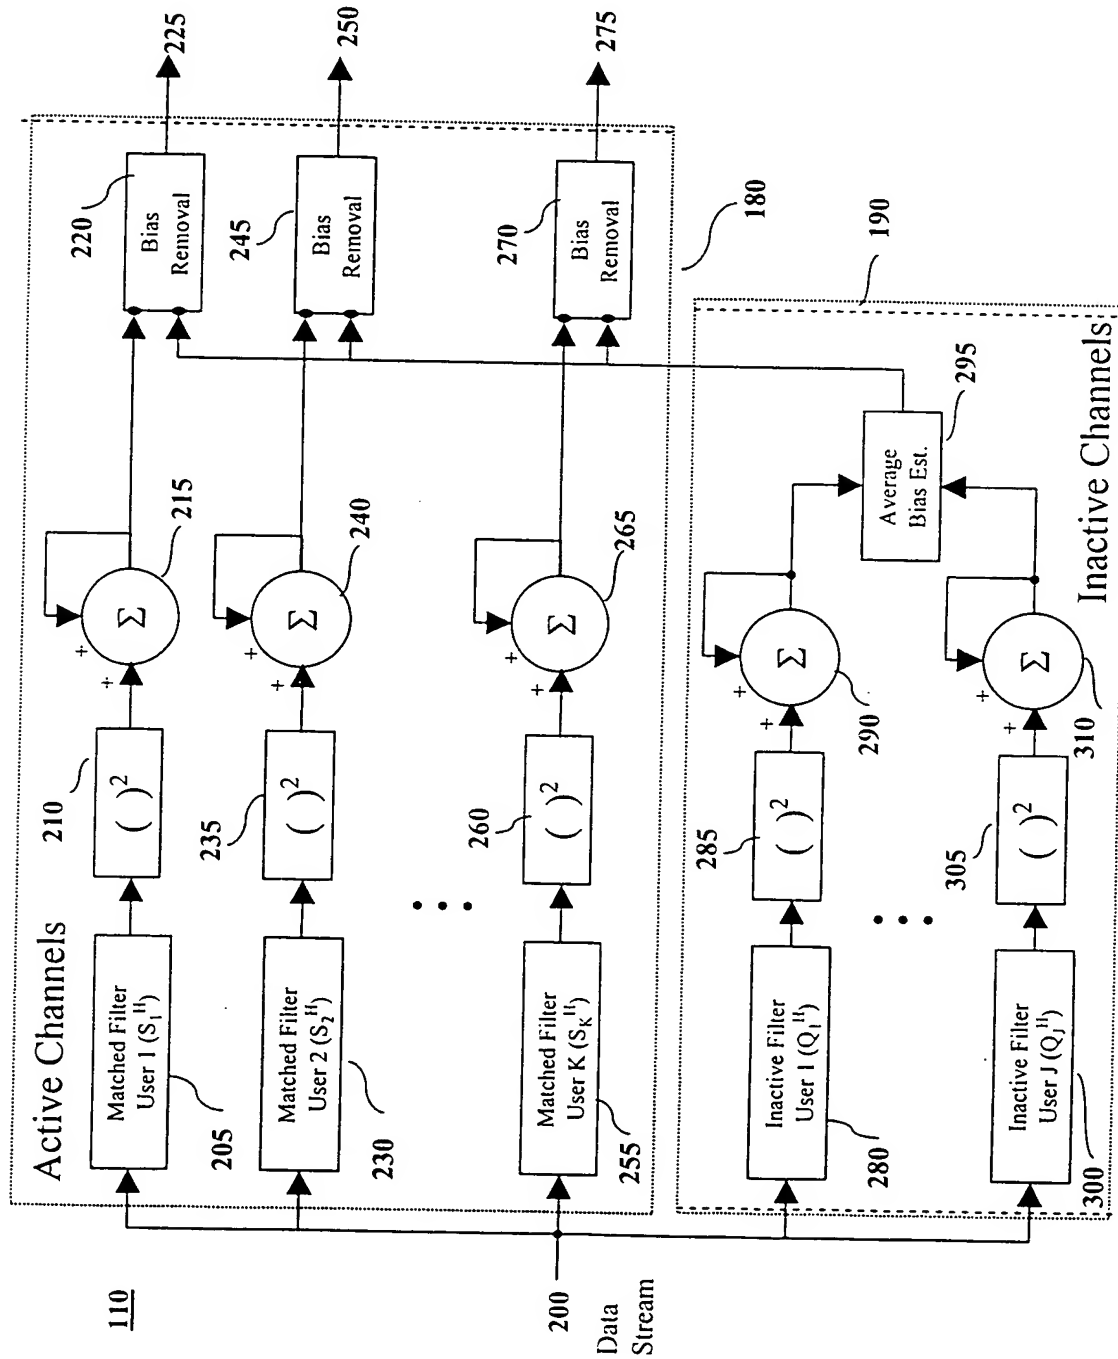 110
Active Channels
200
Data
Stream
Matched Filter
User 1 (S₁ᴴ)
205
( )²
210
+
+
Σ
215
Bias
Removal
220
225
Matched Filter
User 2 (S₂ᴴ)
230
( )²
235
+
+
Σ
240
Bias
Removal
245
250
• • •
Matched Filter
User K (S_Kᴴ)
255
( )²
260
+
+
Σ
265
Bias
Removal
270
275
180
190
Inactive Filter
User 1 (Q₁ᴴ)
280
( )²
285
+
+
Σ
290
Average
Bias Est.
295
• • •
Inactive Filter
User J (Q_Jᴴ)
300
( )²
305
+
+
Σ
310
Inactive Channels